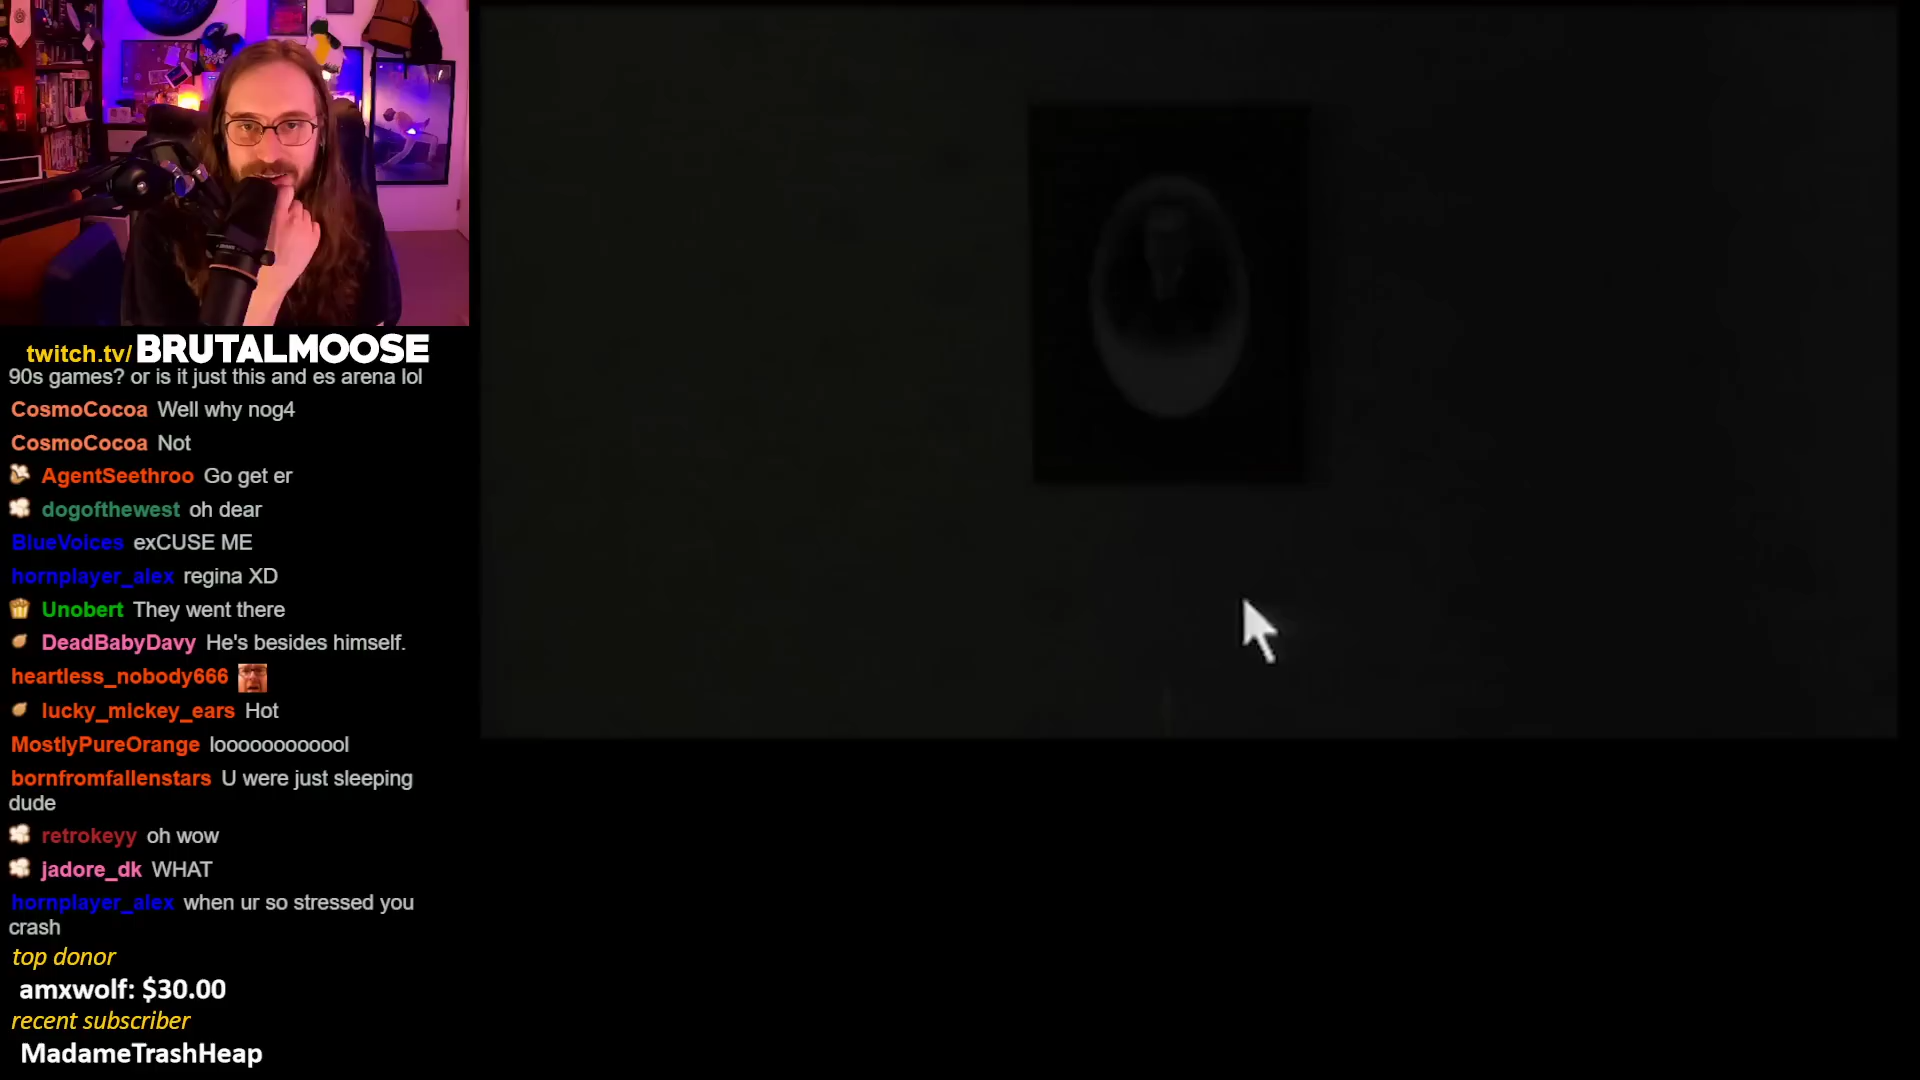 twitch.tv/BRUTALMOOSE
90s games? or is it just this and es arena lol
CosmoCocoa Well why nog4
CosmoCocoa Not
AgentSeethroo Go get er
dogofthewest oh dear
BlueVoices exCUSE ME
hornplayer_alex regina XD
Unobert They went there
DeadBabyDavy He's besides himself.
heartless_nobody666
lucky_mickey_ears Hot
MostlyPureOrange loooooooooool
bornfromfallenstars U were just sleeping
dude
retrokeyy oh wow
jadore_dk WHAT
hornplayer_alex when ur so stressed you
crash
top donor
amxwolf: $30.00
recent subscriber
MadameTrashHeap